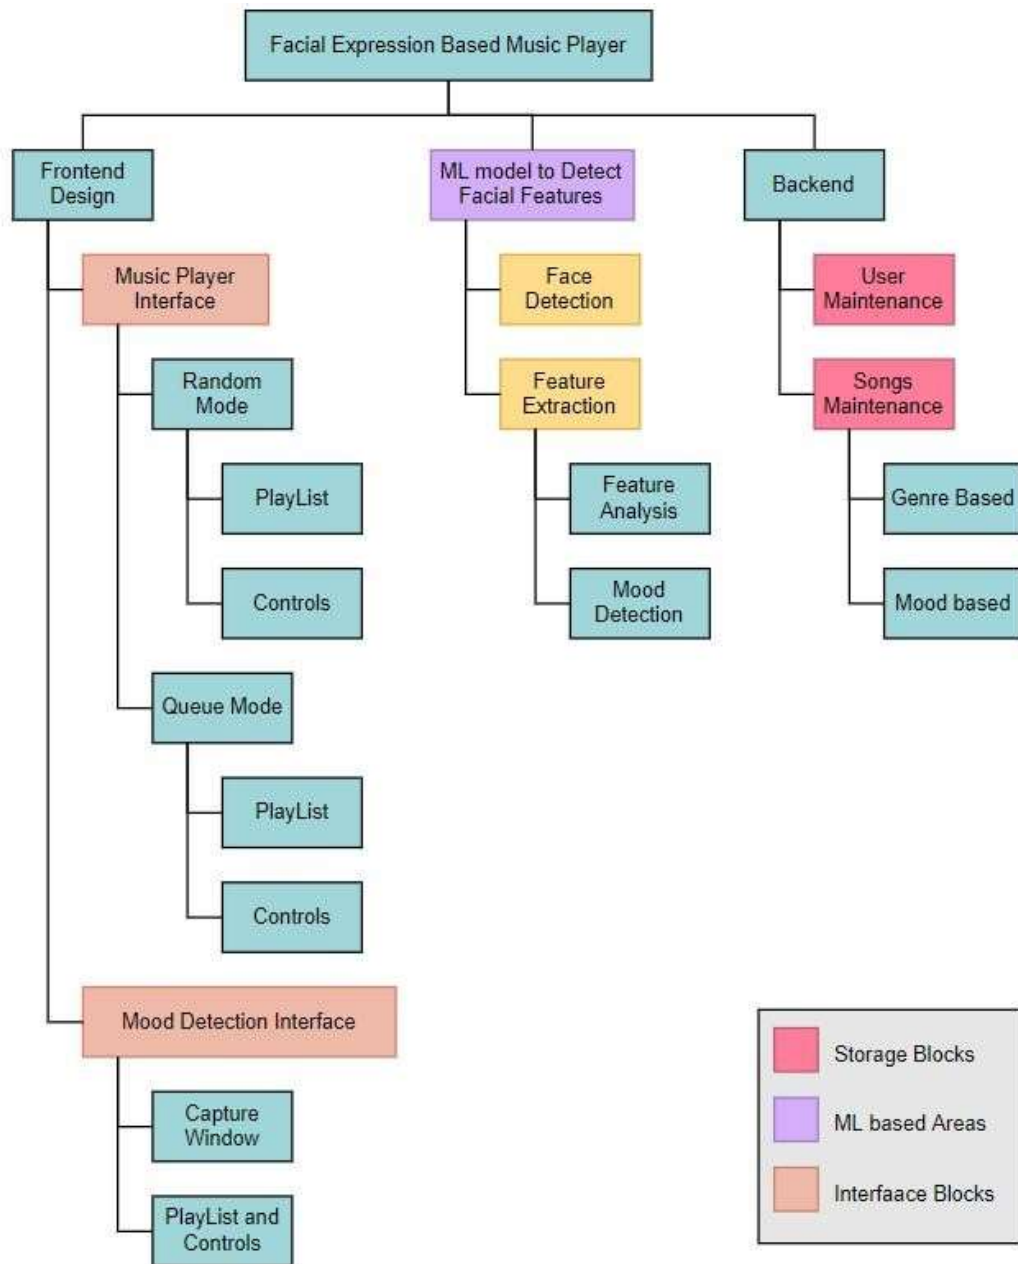 Facial Expression Based Music Player
Frontend
Design
ML model to Detect
Facial Features
Backend
Music Player
Interface
Face
Detection
User
Maintenance
Random
Mode
Feature
Extraction
Songs
Maintenance
PlayList
Feature
Analysis
Genre Based
Controls
Mood
Detection
Mood based
Queue Mode
PlayList
Controls
Mood Detection Interface
Capture
Window
PlayList and
Controls
Storage Blocks
ML based Areas
Interfaace Blocks